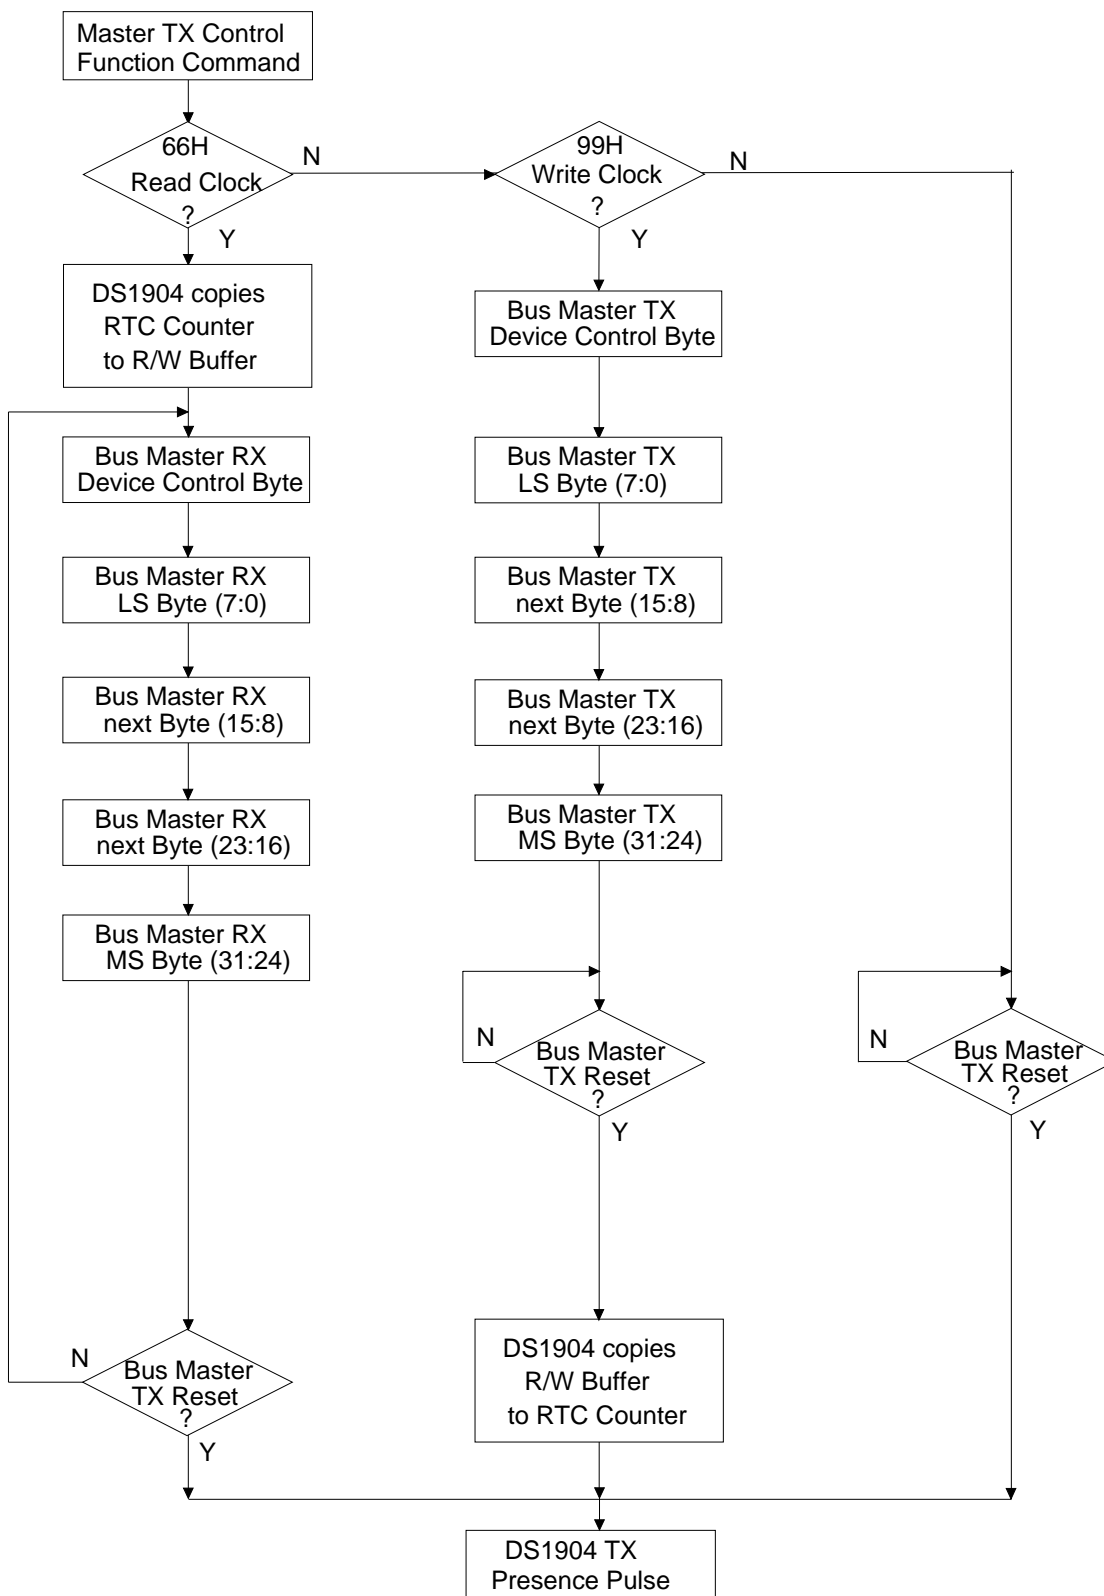 Master TX Control
Function Command
66H
Read Clock
?
N
Y
99H
Write Clock
?
N
Y
DS1904 copies
RTC Counter
to R/W Buffer
Bus Master RX
Device Control Byte
Bus Master RX
LS Byte (7:0)
Bus Master RX
next Byte (15:8)
Bus Master RX
next Byte (23:16)
Bus Master RX
MS Byte (31:24)
Bus Master
TX Reset
?
N
Y
Bus Master TX
Device Control Byte
Bus Master TX
LS Byte (7:0)
Bus Master TX
next Byte (15:8)
Bus Master TX
next Byte (23:16)
Bus Master TX
MS Byte (31:24)
N
Bus Master
TX Reset
?
Y
DS1904 copies
R/W Buffer
to RTC Counter
N
Bus Master
TX Reset
?
Y
DS1904 TX
Presence Pulse